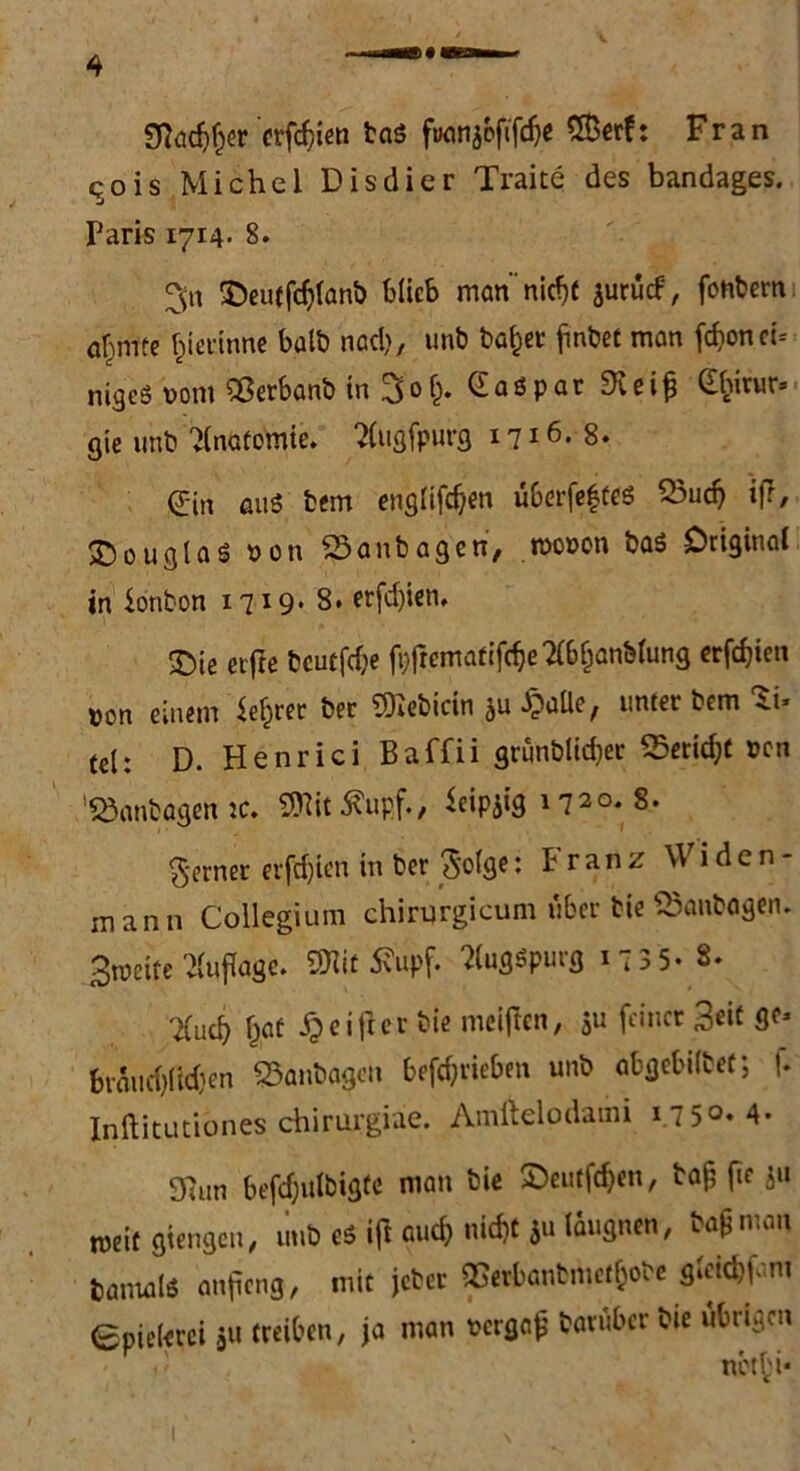 4
Nachher erschien das französische Werk: Fran
çois Michel Disdier Traité des bandages.
Paris 1714. 8.
In Deutschland blieb man nicht zurück, sondern
ahmte hierinne bald nach, und daher findet man schon ei-
niges vom Verband in Joh. Caspar Reiß Chirur-
gie und Anatomie. Augspurg 1716. 8.
Ein aus dem englischen übersetztes Buch ist,
Douglas von Bandagen, wovon das Original
in London 1719. 8. erschien.
Die erste deutsche systematische Abhandlung erschien
von einem Lehrer der Medicin zu Halle, unter dem Ti-
tel: D. Henrici Baffii gründlicher Bericht von
Bandagen ꝛc. Mit Kupf., Leipzig 1720. 8.
Ferner erschien in der Folge: Franz Widen-
mann Collegium chirurgicum über die Bandagen.
Zweite Auflage. Mit Kupf. Augspurg 1735. 8.
Auch hat Heister die meisten, zu seiner Zeit ge-
bräuchlichen Bandagen beschrieben und abgebildet; s.
Institutiones chirurgiae. Amstelodami 1750. 4.
Nun beschuldigte man die Deutschen, daß sie zu
weit giengen, und es ist auch nicht zu läugnen, daß man
damals anfieng, mit jeder Verbandmethode gleichsam
Spielerei zu treiben, ja man vergaß darüber die übrigen
nöthi-